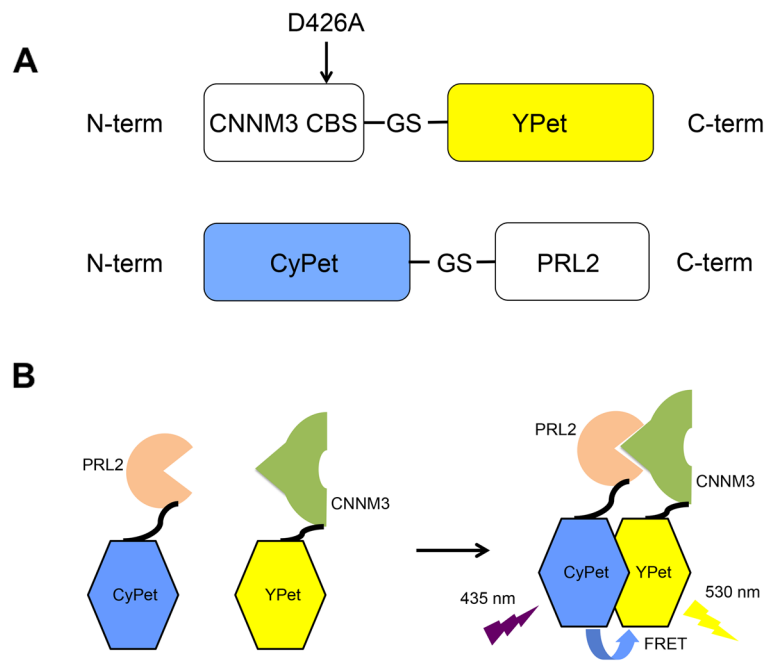 A
D426A
N-term
CNNM3 CBS
GS
YPet
C-term
N-term
CyPet
GS
PRL2
C-term
B
PRL2
CNNM3
CyPet
YPet
PRL2
CNNM3
CyPet
YPet
435 nm
530 nm
FRET